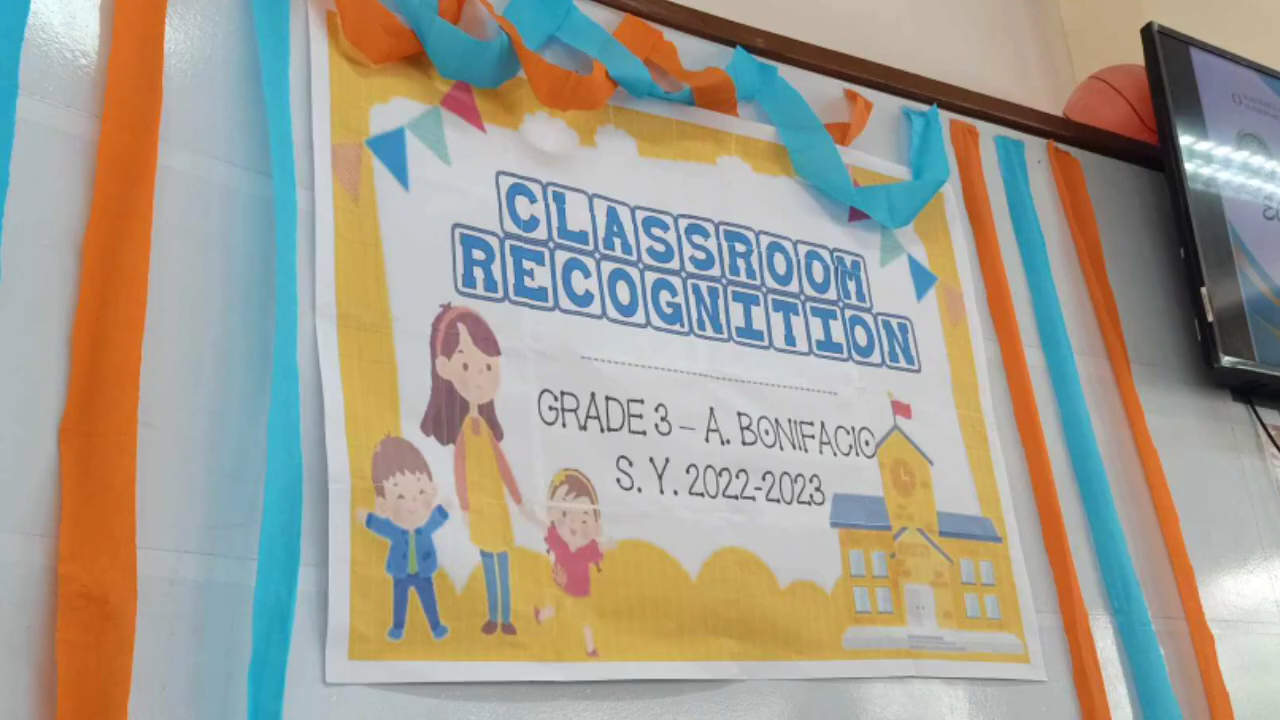 CLASSROOM
RECOGNITION
GRADE 3 – A. BONIFACIO
S. Y. 2022-2023